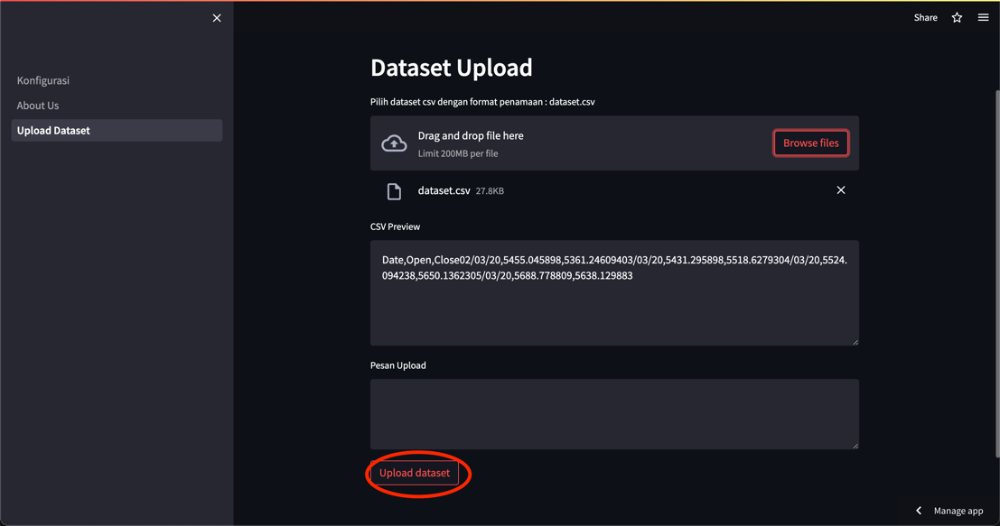 Share
Konfigurasi
About Us
Upload Dataset
Dataset Upload
Pilih dataset csv dengan format penamaan : dataset.csv
Drag and drop file here
Limit 200MB per file
Browse files
dataset.csv 27.8KB
CSV Preview
Date,Open,Close02/03/20,5455.045898,5361.24609403/03/20,5431.295898,5518.6279304/03/20,5524.
094238,5650.1362305/03/20,5688.778809,5638.129883
Pesan Upload
Upload dataset
Manage app